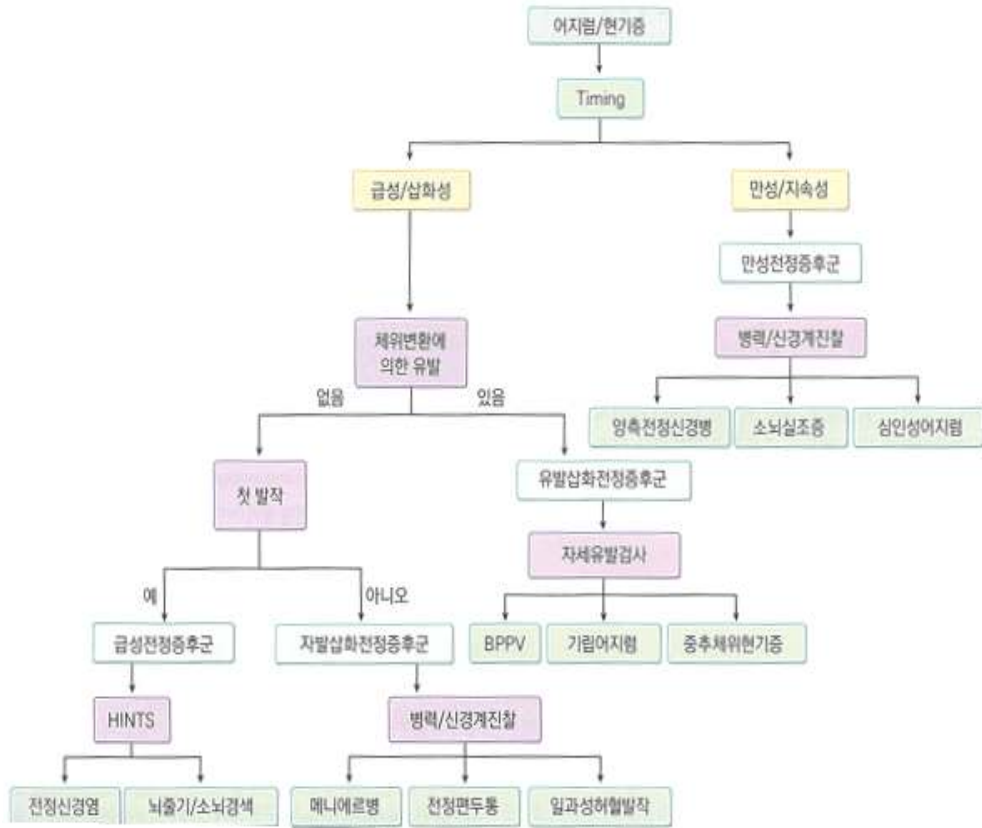 어지럼/현기증
Timing
급성/삽화성
만성/지속성
만성전정증후군
체위변환에
의한 유발
병력/신경계진찰
없음
있음
양측전정신경병
소뇌실조증
심인성어지럼
첫 발작
유발삽화전정증후군
자세유발검사
예
아니오
급성전정증후군
자발삽화전정증후군
BPPV
기립어지럼
중추체위현기증
HINTS
병력/신경계진찰
전정신경염
뇌줄기/소뇌경색
메니에르병
전정편두통
일과성허혈발작